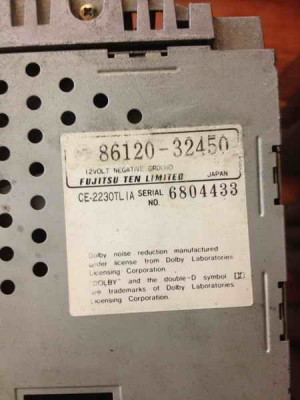 86120-32450
12VOLT NEGATIVE GROUND
FUJITSU TEN LIMITED JAPAN
CE-2230TLIA SERIAL NO. 6804433
Dolby noise reduction manufactured
under license from Dolby Laboratories
Licensing Corporation.
"DOLBY" and the double-D symbol
are trademarks of Dolby Laboratories
Licensing Corporation.